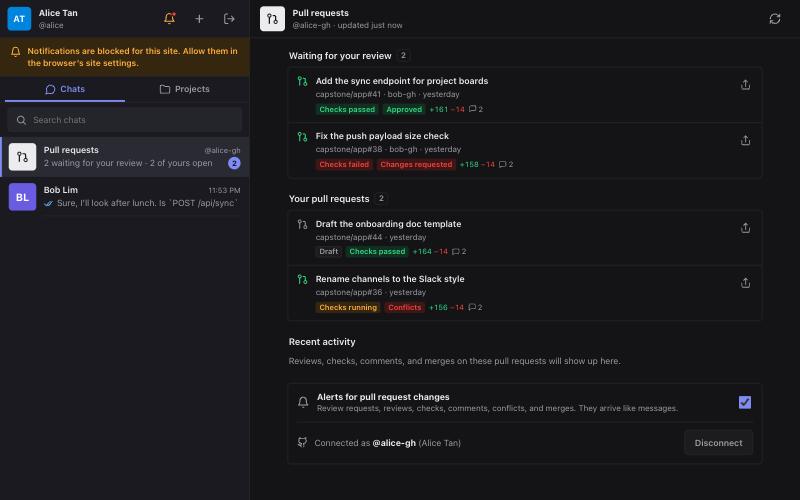 AT
Alice Tan
@alice
Notifications are blocked for this site. Allow them in
the browser's site settings.
Chats
Projects
Search chats
Pull requests
@alice-gh
2 waiting for your review · 2 of yours open
2
BL
Bob Lim
11:53 PM
Sure, I'll look after lunch. Is `POST /api/sync`
Pull requests
@alice-gh · updated just now
Waiting for your review 2
Add the sync endpoint for project boards
capstone/app#41 · bob-gh · yesterday
Checks passed Approved +161 −14 2
Fix the push payload size check
capstone/app#38 · bob-gh · yesterday
Checks failed Changes requested +158 −14 2
Your pull requests 2
Draft the onboarding doc template
capstone/app#44 · yesterday
Draft Checks passed +164 −14 2
Rename channels to the Slack style
capstone/app#36 · yesterday
Checks running Conflicts +156 −14 2
Recent activity
Reviews, checks, comments, and merges on these pull requests will show up here.
Alerts for pull request changes
Review requests, reviews, checks, comments, conflicts, and merges. They arrive like messages.
Connected as @alice-gh (Alice Tan)
Disconnect